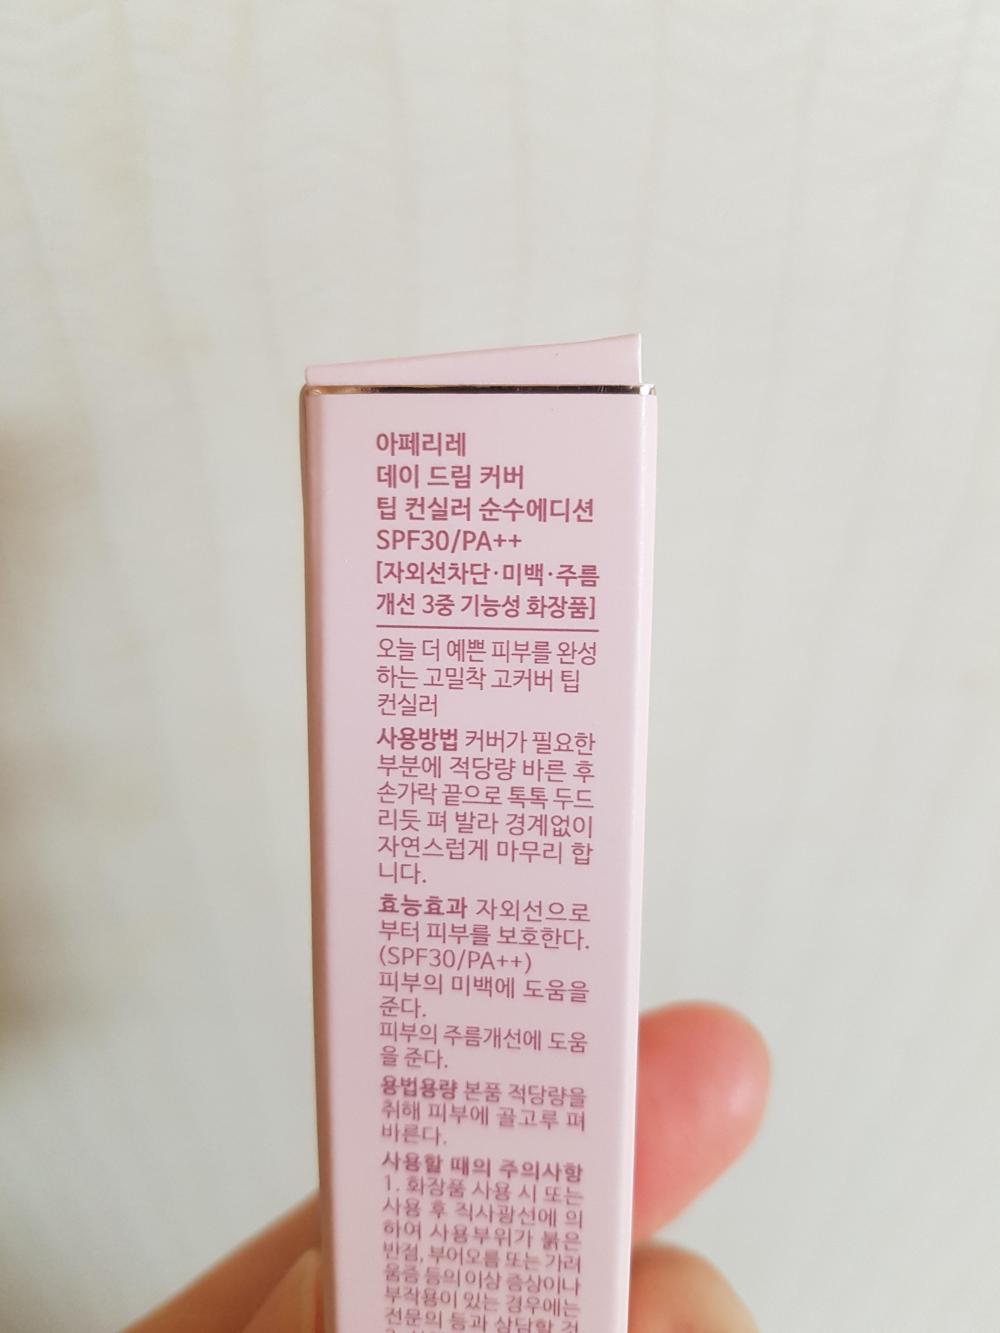 아페리레
데이 드림 커버
팁 컨실러 순수에디션
SPF30/PA++
[자외선차단·미백·주름
개선 3중 기능성 화장품]
오늘 더 예쁜 피부를 완성
하는 고밀착 고커버 팁
컨실러
사용방법 커버가 필요한
부분에 적당량 바른 후
손가락 끝으로 톡톡 두드
리듯 펴 발라 경계없이
자연스럽게 마무리 합
니다.
효능효과 자외선으로
부터 피부를 보호한다.
(SPF30/PA++)
피부의 미백에 도움을
준다.
피부의 주름개선에 도움
을 준다.
용법용량 본품 적당량을
취해 피부에 골고루 펴
바른다.
사용할 때의 주의사항
1. 화장품 사용 시 또는
사용 후 직사광선에 의
하여 사용부위가 붉은
반점, 부어오름 또는 가려
움증 등의 이상 증상이나
부작용이 있는 경우에는
전문의 등과 상담할 것